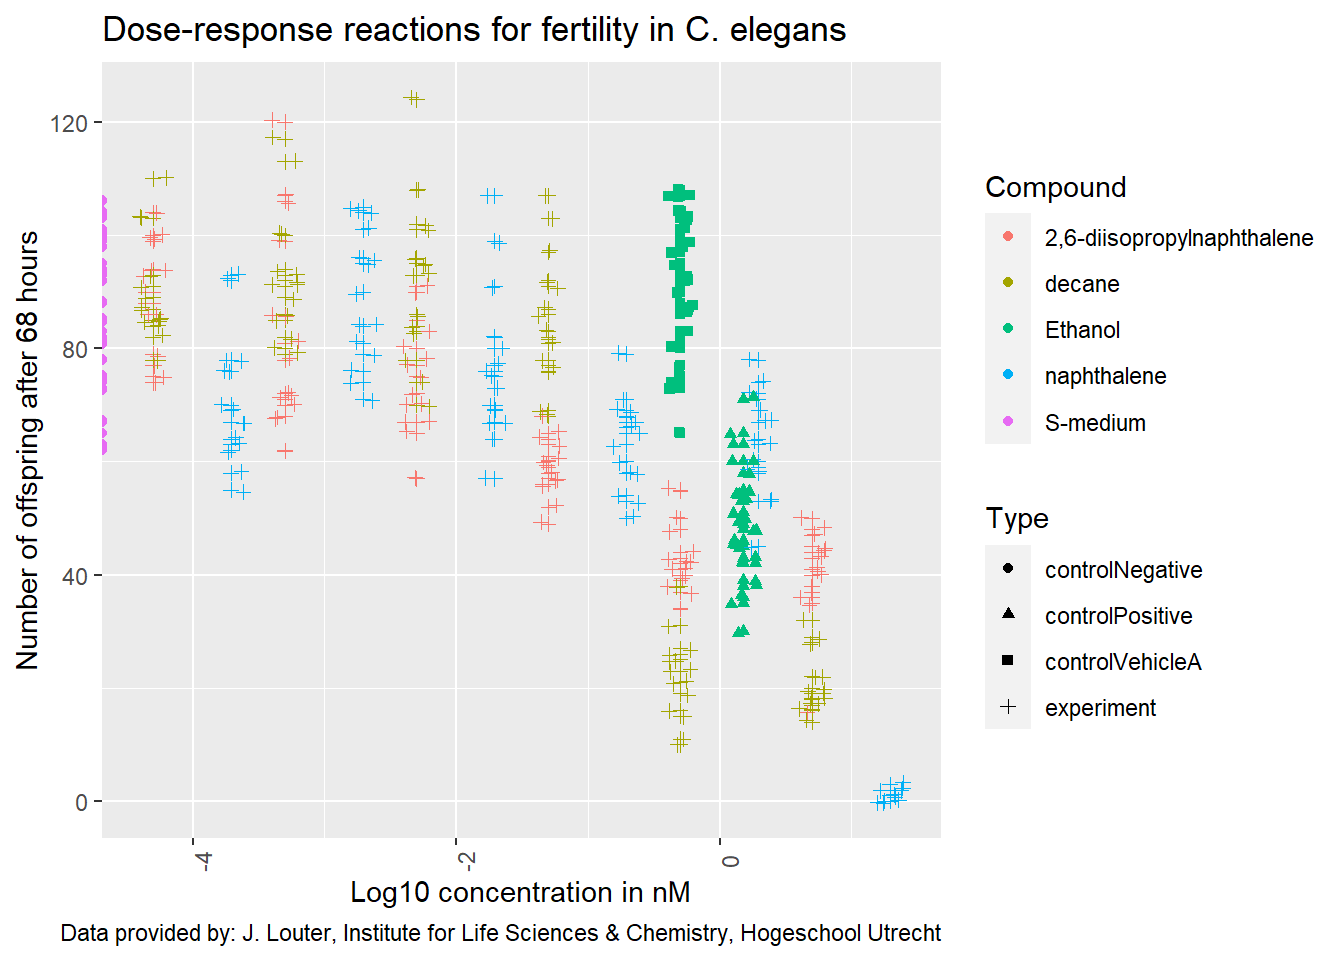 Dose-response reactions for fertility in C. elegans
Number of offspring after 68 hours
120
80
40
0
-4
-2
0
Log10 concentration in nM
Data provided by: J. Louter, Institute for Life Sciences & Chemistry, Hogeschool Utrecht
Compound
2,6-diisopropylnaphthalene
decane
Ethanol
naphthalene
S-medium
Type
controlNegative
controlPositive
controlVehicleA
experiment